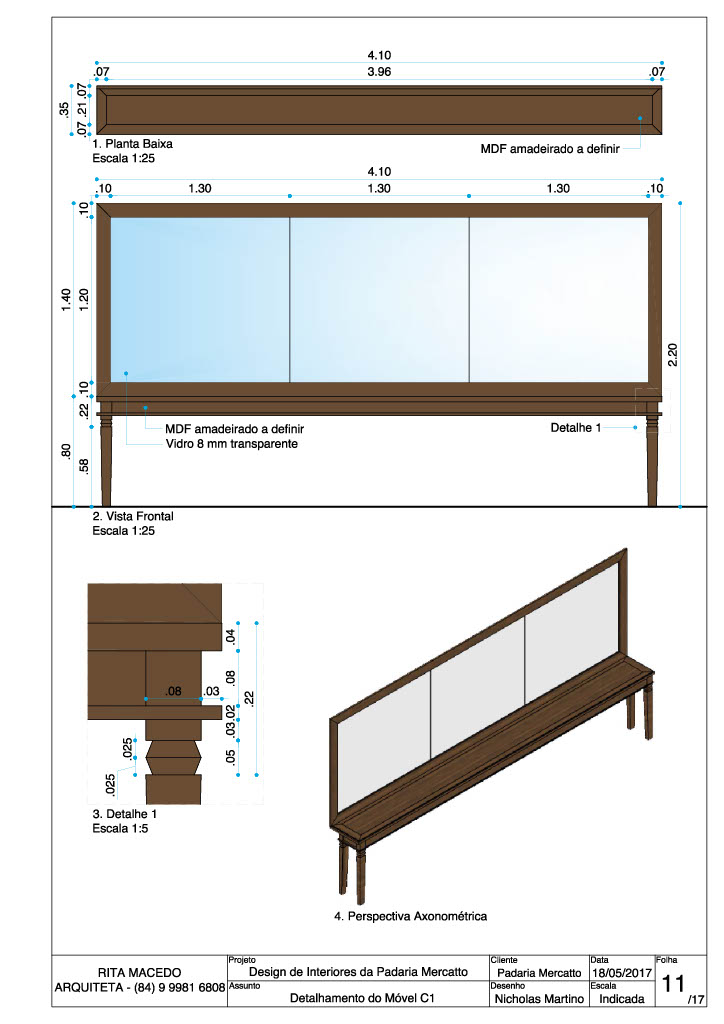 4.10
.07 3.96 .07
.35
.07
.21
.07
1. Planta Baixa
Escala 1:25
MDF amadeirado a definir
4.10
.10 1.30 1.30 1.30 .10
.10
1.40
1.20
.10
.22
.80
.58
2.20
MDF amadeirado a definir
Vidro 8 mm transparente
Detalhe 1
2. Vista Frontal
Escala 1:25
.04
.08
.08 .03
.22
.02
.03
.05
.025
.025
3. Detalhe 1
Escala 1:5
4. Perspectiva Axonométrica
RITA MACEDO
ARQUITETA - (84) 9 9981 6808
Projeto
Design de Interiores da Padaria Mercatto
Assunto
Detalhamento do Móvel C1
Cliente
Padaria Mercatto
Desenho
Nicholas Martino
Data
18/05/2017
Escala
Indicada
Folha
11
/17